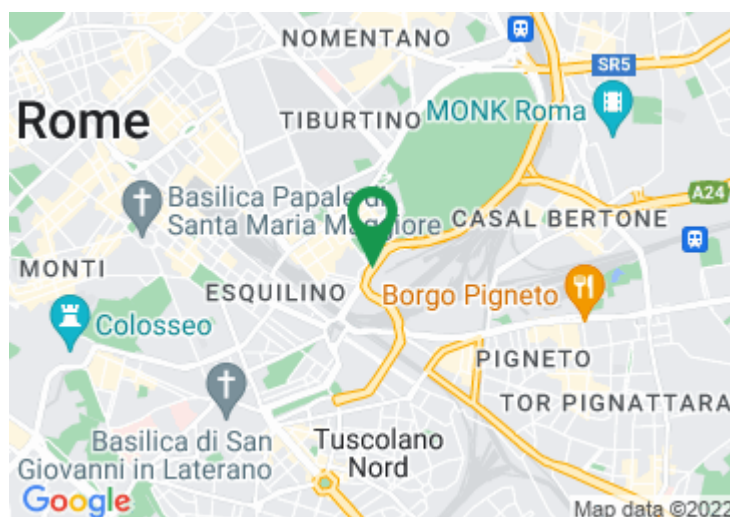 NOMENTANO
SR5
Rome
TIBURTINO
MONK Roma
Basilica Papale di
Santa Maria Maggiore
A24
CASAL BERTONE
MONTI
ESQUILINO
Borgo Pigneto
Colosseo
PIGNETO
TOR PIGNATTARA
Basilica di San
Giovanni in Laterano
Tuscolano
Nord
Google
Map data ©2022